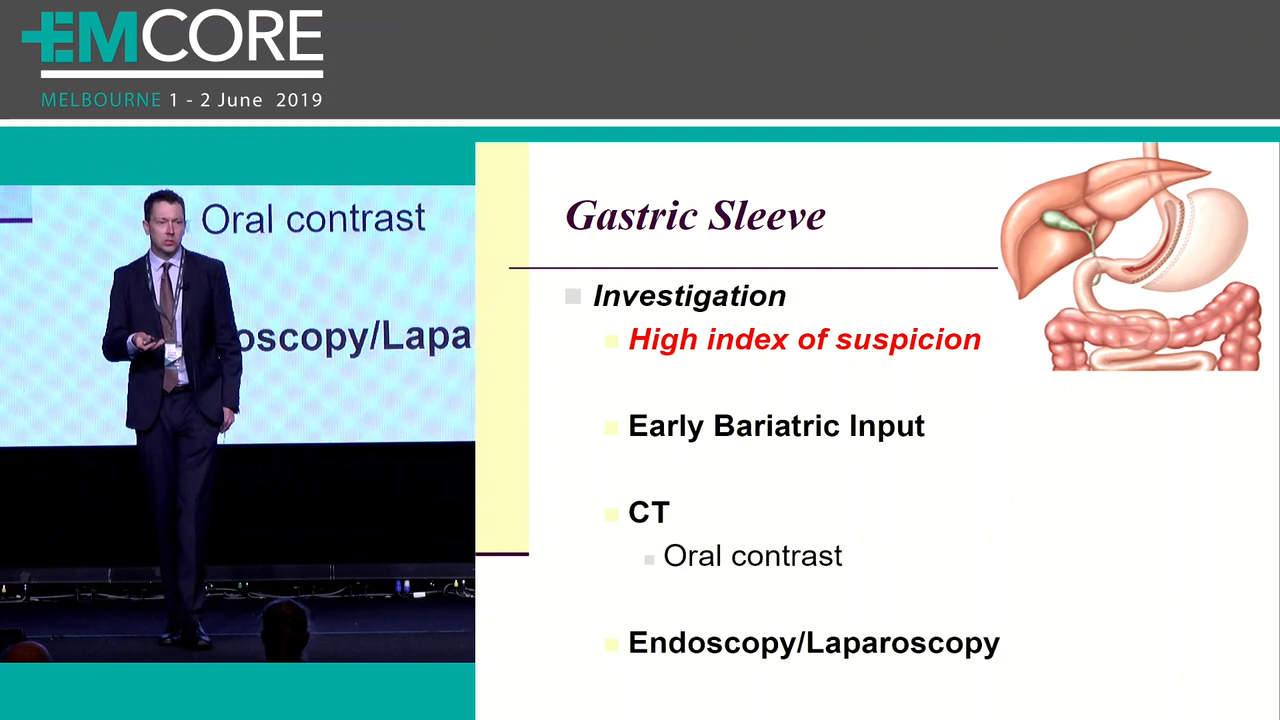 EMCORE
MELBOURNE 1 - 2 June 2019
Oral contrast
oscopy/Lapa
Gastric Sleeve
Investigation
High index of suspicion
Early Bariatric Input
CT
Oral contrast
Endoscopy/Laparoscopy